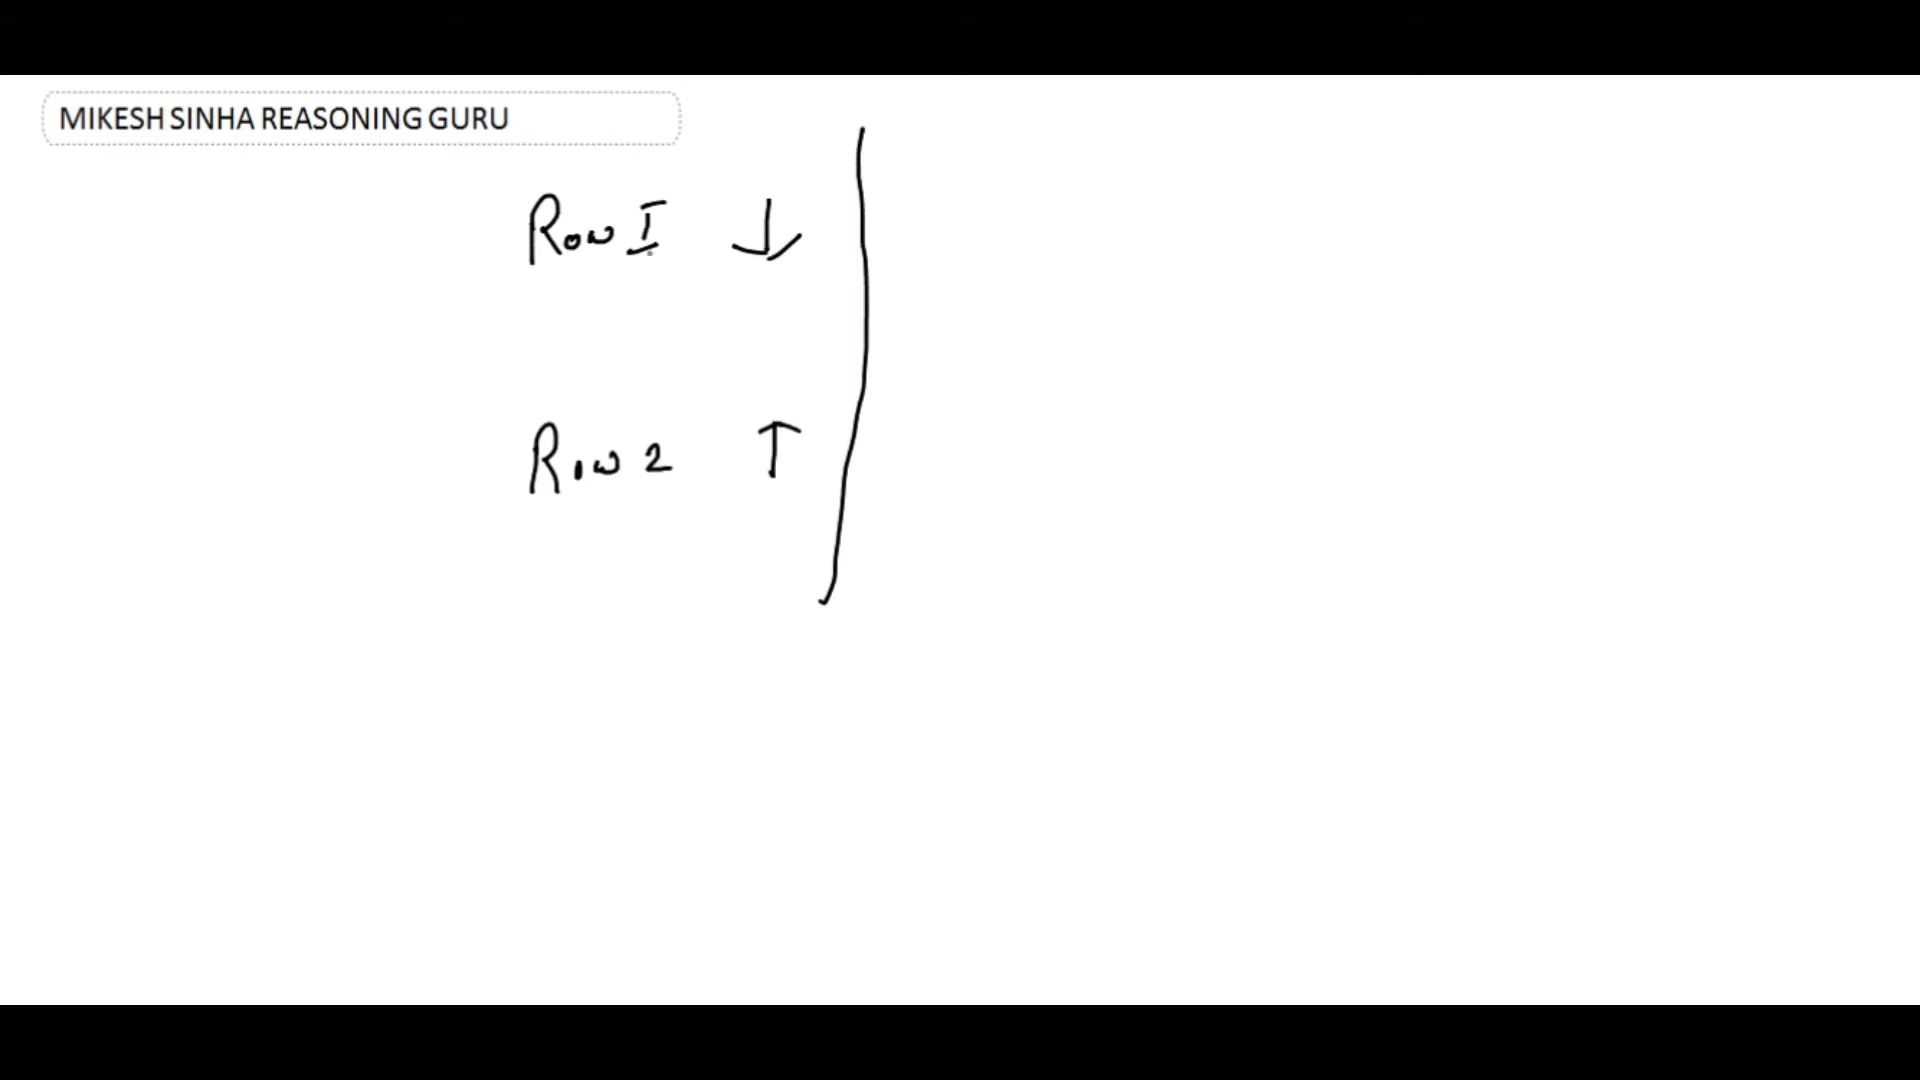 MIKESH SINHA REASONING GURU
Row I ↓
Row 2 ↑